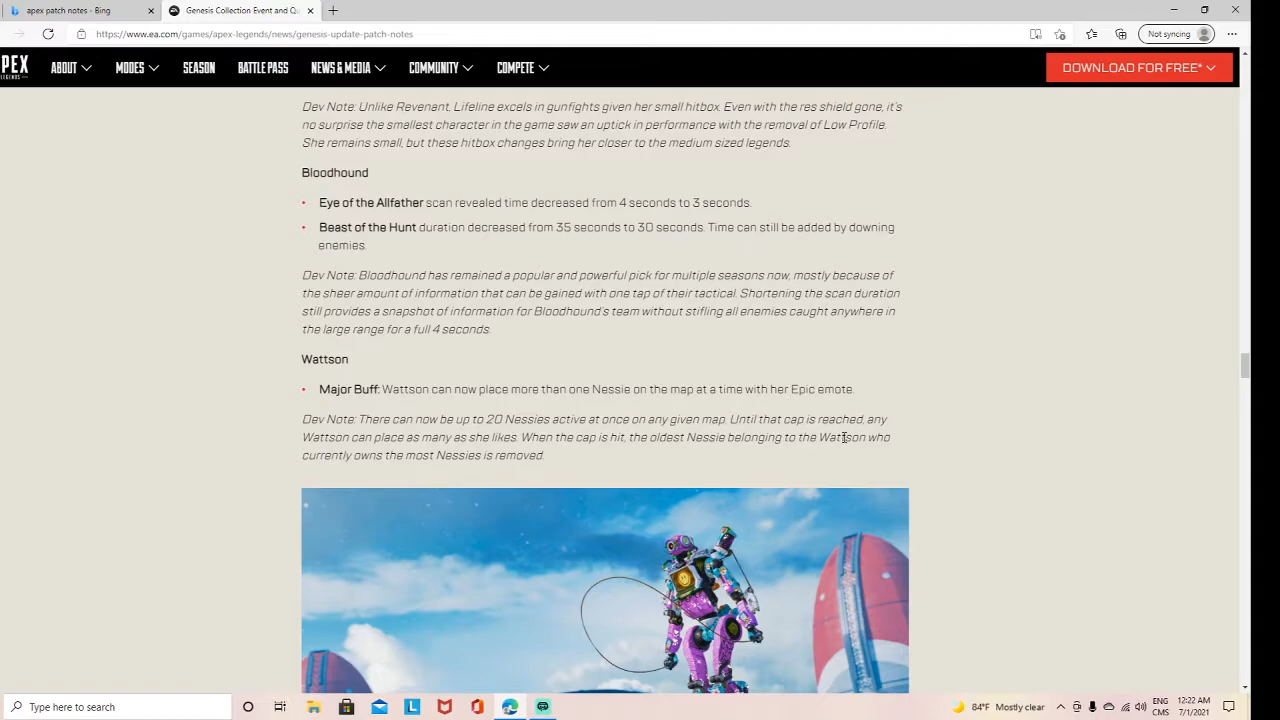 apex patch notes - Bing
Genesis Collection Event and Qu
https://www.ea.com/games/apex-legends/news/genesis-update-patch-notes
Not syncing
APEX
LEGENDS
ABOUT
MODES
SEASON
BATTLE PASS
NEWS & MEDIA
COMMUNITY
COMPETE
DOWNLOAD FOR FREE*
Dev Note: Unlike Revenant, Lifeline excels in gunfights given her small hitbox. Even with the res shield gone, it's
no surprise the smallest character in the game saw an uptick in performance with the removal of Low Profile.
She remains small, but these hitbox changes bring her closer to the medium sized legends.
Bloodhound
• Eye of the Allfather scan revealed time decreased from 4 seconds to 3 seconds.
• Beast of the Hunt duration decreased from 35 seconds to 30 seconds. Time can still be added by downing
enemies.
Dev Note: Bloodhound has remained a popular and powerful pick for multiple seasons now, mostly because of
the sheer amount of information that can be gained with one tap of their tactical. Shortening the scan duration
still provides a snapshot of information for Bloodhound's team without stifling all enemies caught anywhere in
the large range for a full 4 seconds.
Wattson
• Major Buff: Wattson can now place more than one Nessie on the map at a time with her Epic emote.
Dev Note: There can now be up to 20 Nessies active at once on any given map. Until that cap is reached, any
Wattson can place as many as she likes. When the cap is hit, the oldest Nessie belonging to the Wattson who
currently owns the most Nessies is removed.
Type here to search
84°F Mostly clear
ENG
CMS
12:22 AM
7/1/2021